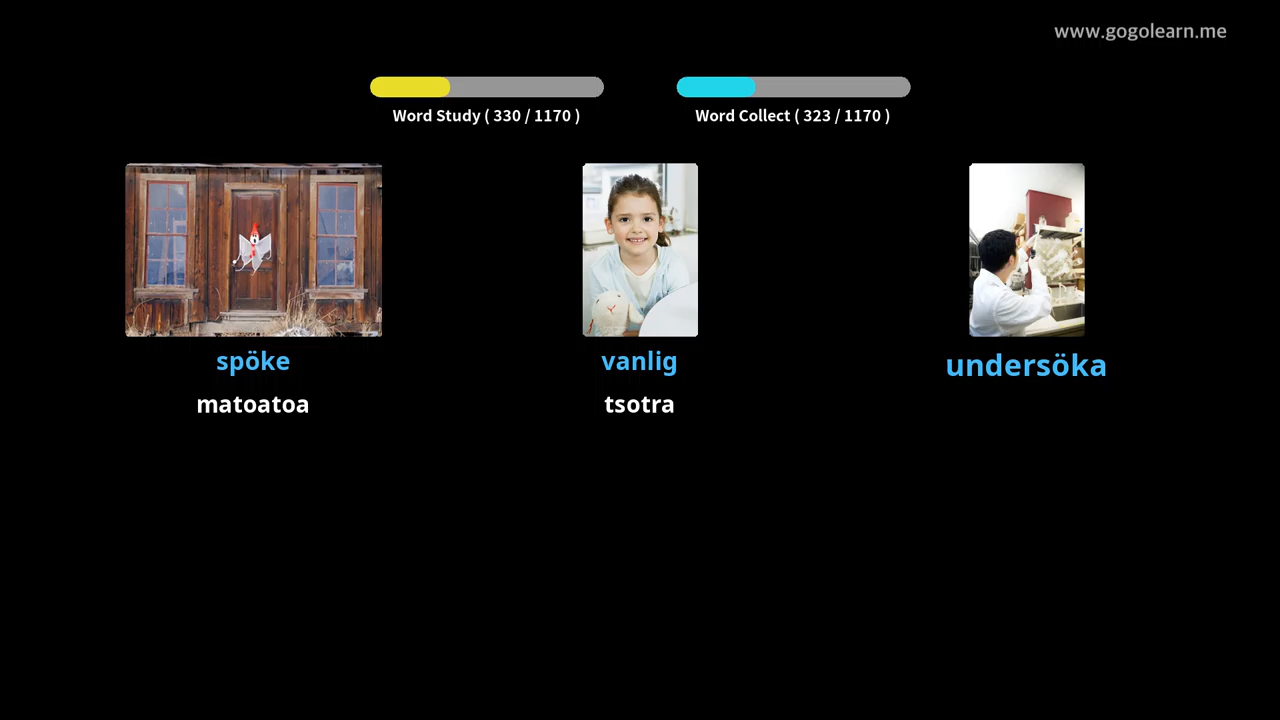 www.gogolearn.me
Word Study ( 330 / 1170 )
Word Collect ( 323 / 1170 )
spöke
matoatoa
vanlig
tsotra
undersöka